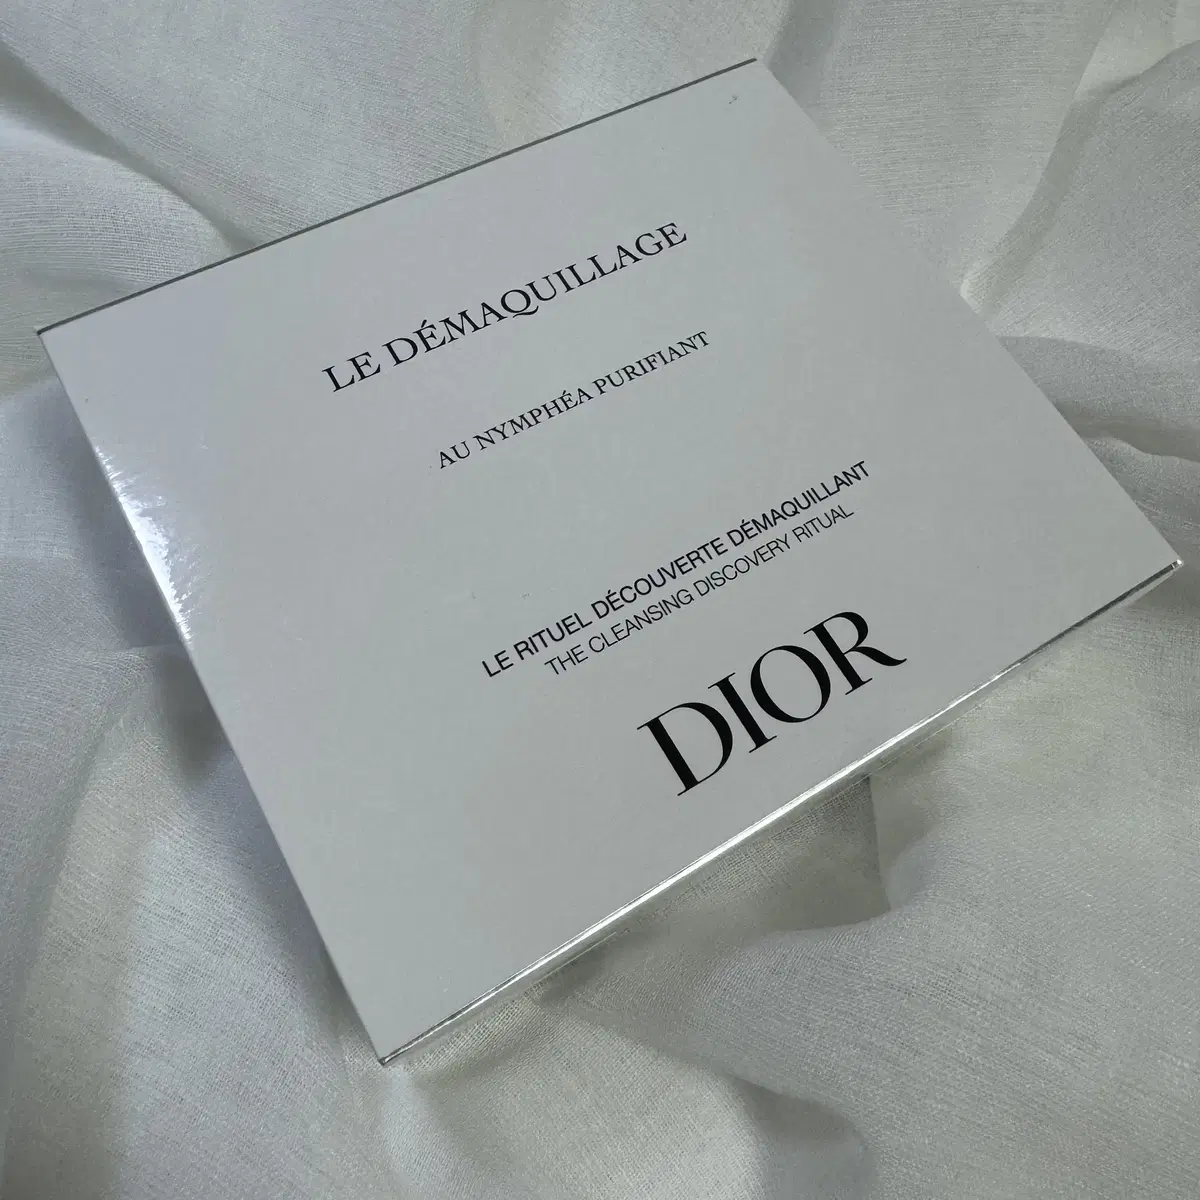 LE DÉMAQUILLAGE
AU NYMPHÉA PURIFIANT
LE RITUEL DÉCOUVERTE DÉMAQUILLANT
THE CLEANSING DISCOVERY RITUAL
DIOR